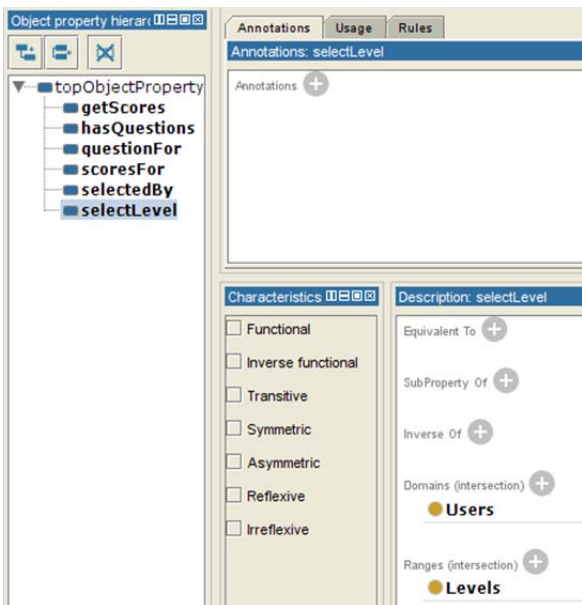 Object property hierarc
topObjectProperty
getScores
hasQuestions
questionFor
scoresFor
selectedBy
selectLevel
Annotations Usage Rules
Annotations: selectLevel
Annotations
Characteristics
Functional
Inverse functional
Transitive
Symmetric
Asymmetric
Reflexive
Irreflexive
Description: selectLevel
Equivalent To
SubProperty Of
Inverse Of
Domains (intersection)
Users
Ranges (intersection)
Levels